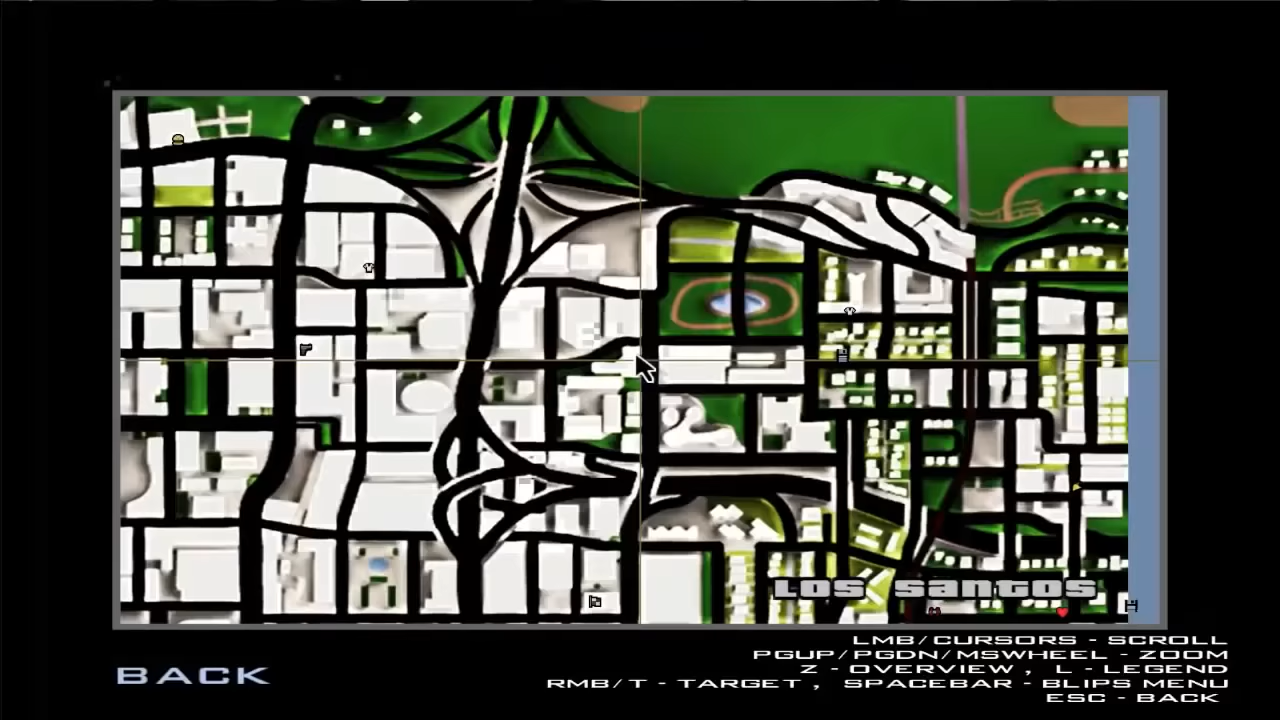 LOS SANTOS
LMB/CURSORS - SCROLL
PGUP/PGDN/MSWHEEL - ZOOM
Z - OVERVIEW , L - LEGEND
BACK
RMB/T - TARGET , SPACEBAR - BLIPS MENU
ESC - BACK